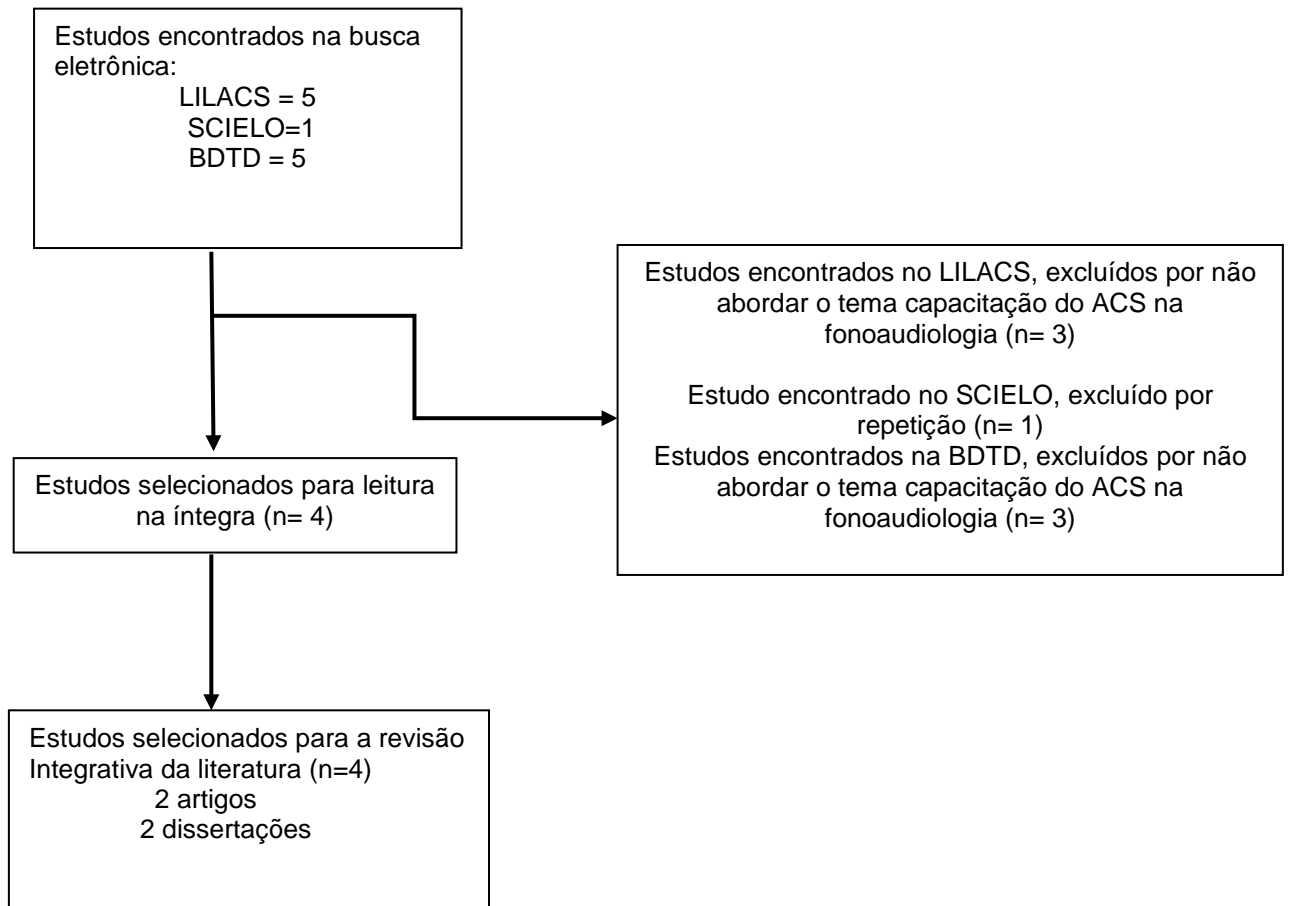 Estudos encontrados na busca
eletrônica:
LILACS = 5
SCIELO=1
BDTD = 5
Estudos encontrados no LILACS, excluídos por não
abordar o tema capacitação do ACS na
fonoaudiologia (n= 3)
Estudo encontrado no SCIELO, excluído por
repetição (n= 1)
Estudos encontrados na BDTD, excluídos por não
abordar o tema capacitação do ACS na
fonoaudiologia (n= 3)
Estudos selecionados para leitura
na íntegra (n= 4)
Estudos selecionados para a revisão
Integrativa da literatura (n=4)
2 artigos
2 dissertações